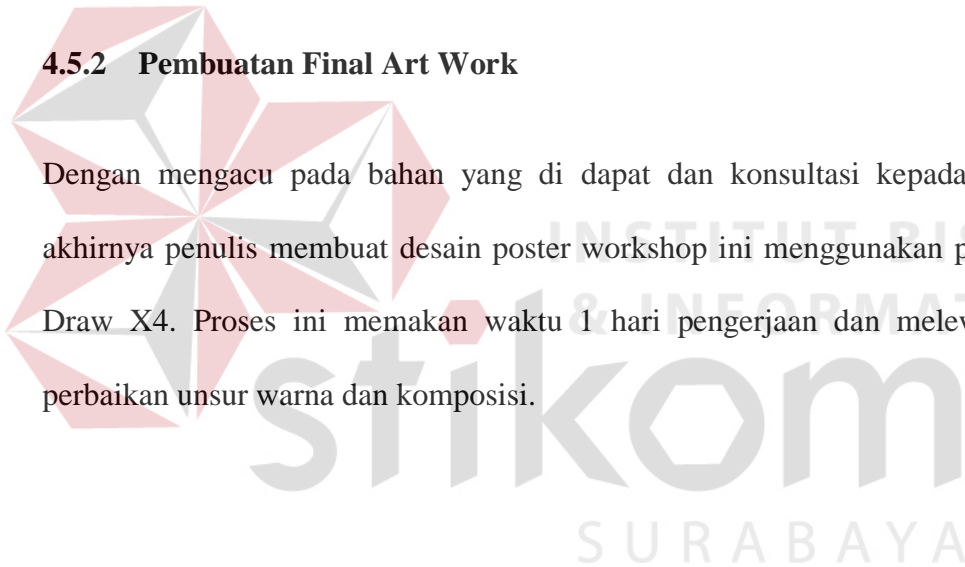 4.5.2 Pembuatan Final Art Work
Dengan mengacu pada bahan yang di dapat dan konsultasi kepada
akhirnya penulis membuat desain poster workshop ini menggunakan p
Draw X4. Proses ini memakan waktu 1 hari pengerjaan dan melew
perbaikan unsur warna dan komposisi.
INSTITUT BIS
& INFORMAT
stikom
SURABAYA